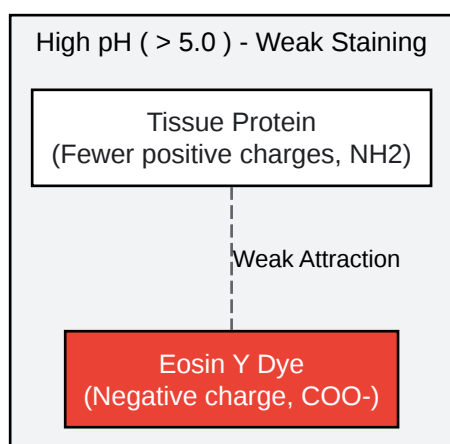 High pH ( > 5.0 ) - Weak Staining
Tissue Protein
(Fewer positive charges, NH2)
Weak Attraction
Eosin Y Dye
(Negative charge, COO-)